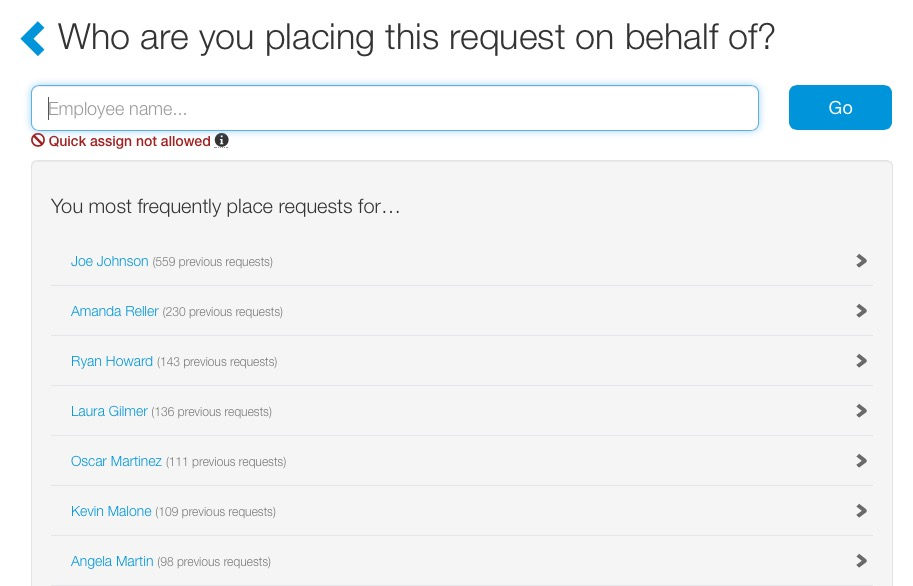 Who are you placing this request on behalf of?
Employee name...
Go
Quick assign not allowed
You most frequently place requests for…
Joe Johnson (559 previous requests)
Amanda Reller (230 previous requests)
Ryan Howard (143 previous requests)
Laura Gilmer (136 previous requests)
Oscar Martinez (111 previous requests)
Kevin Malone (109 previous requests)
Angela Martin (98 previous requests)